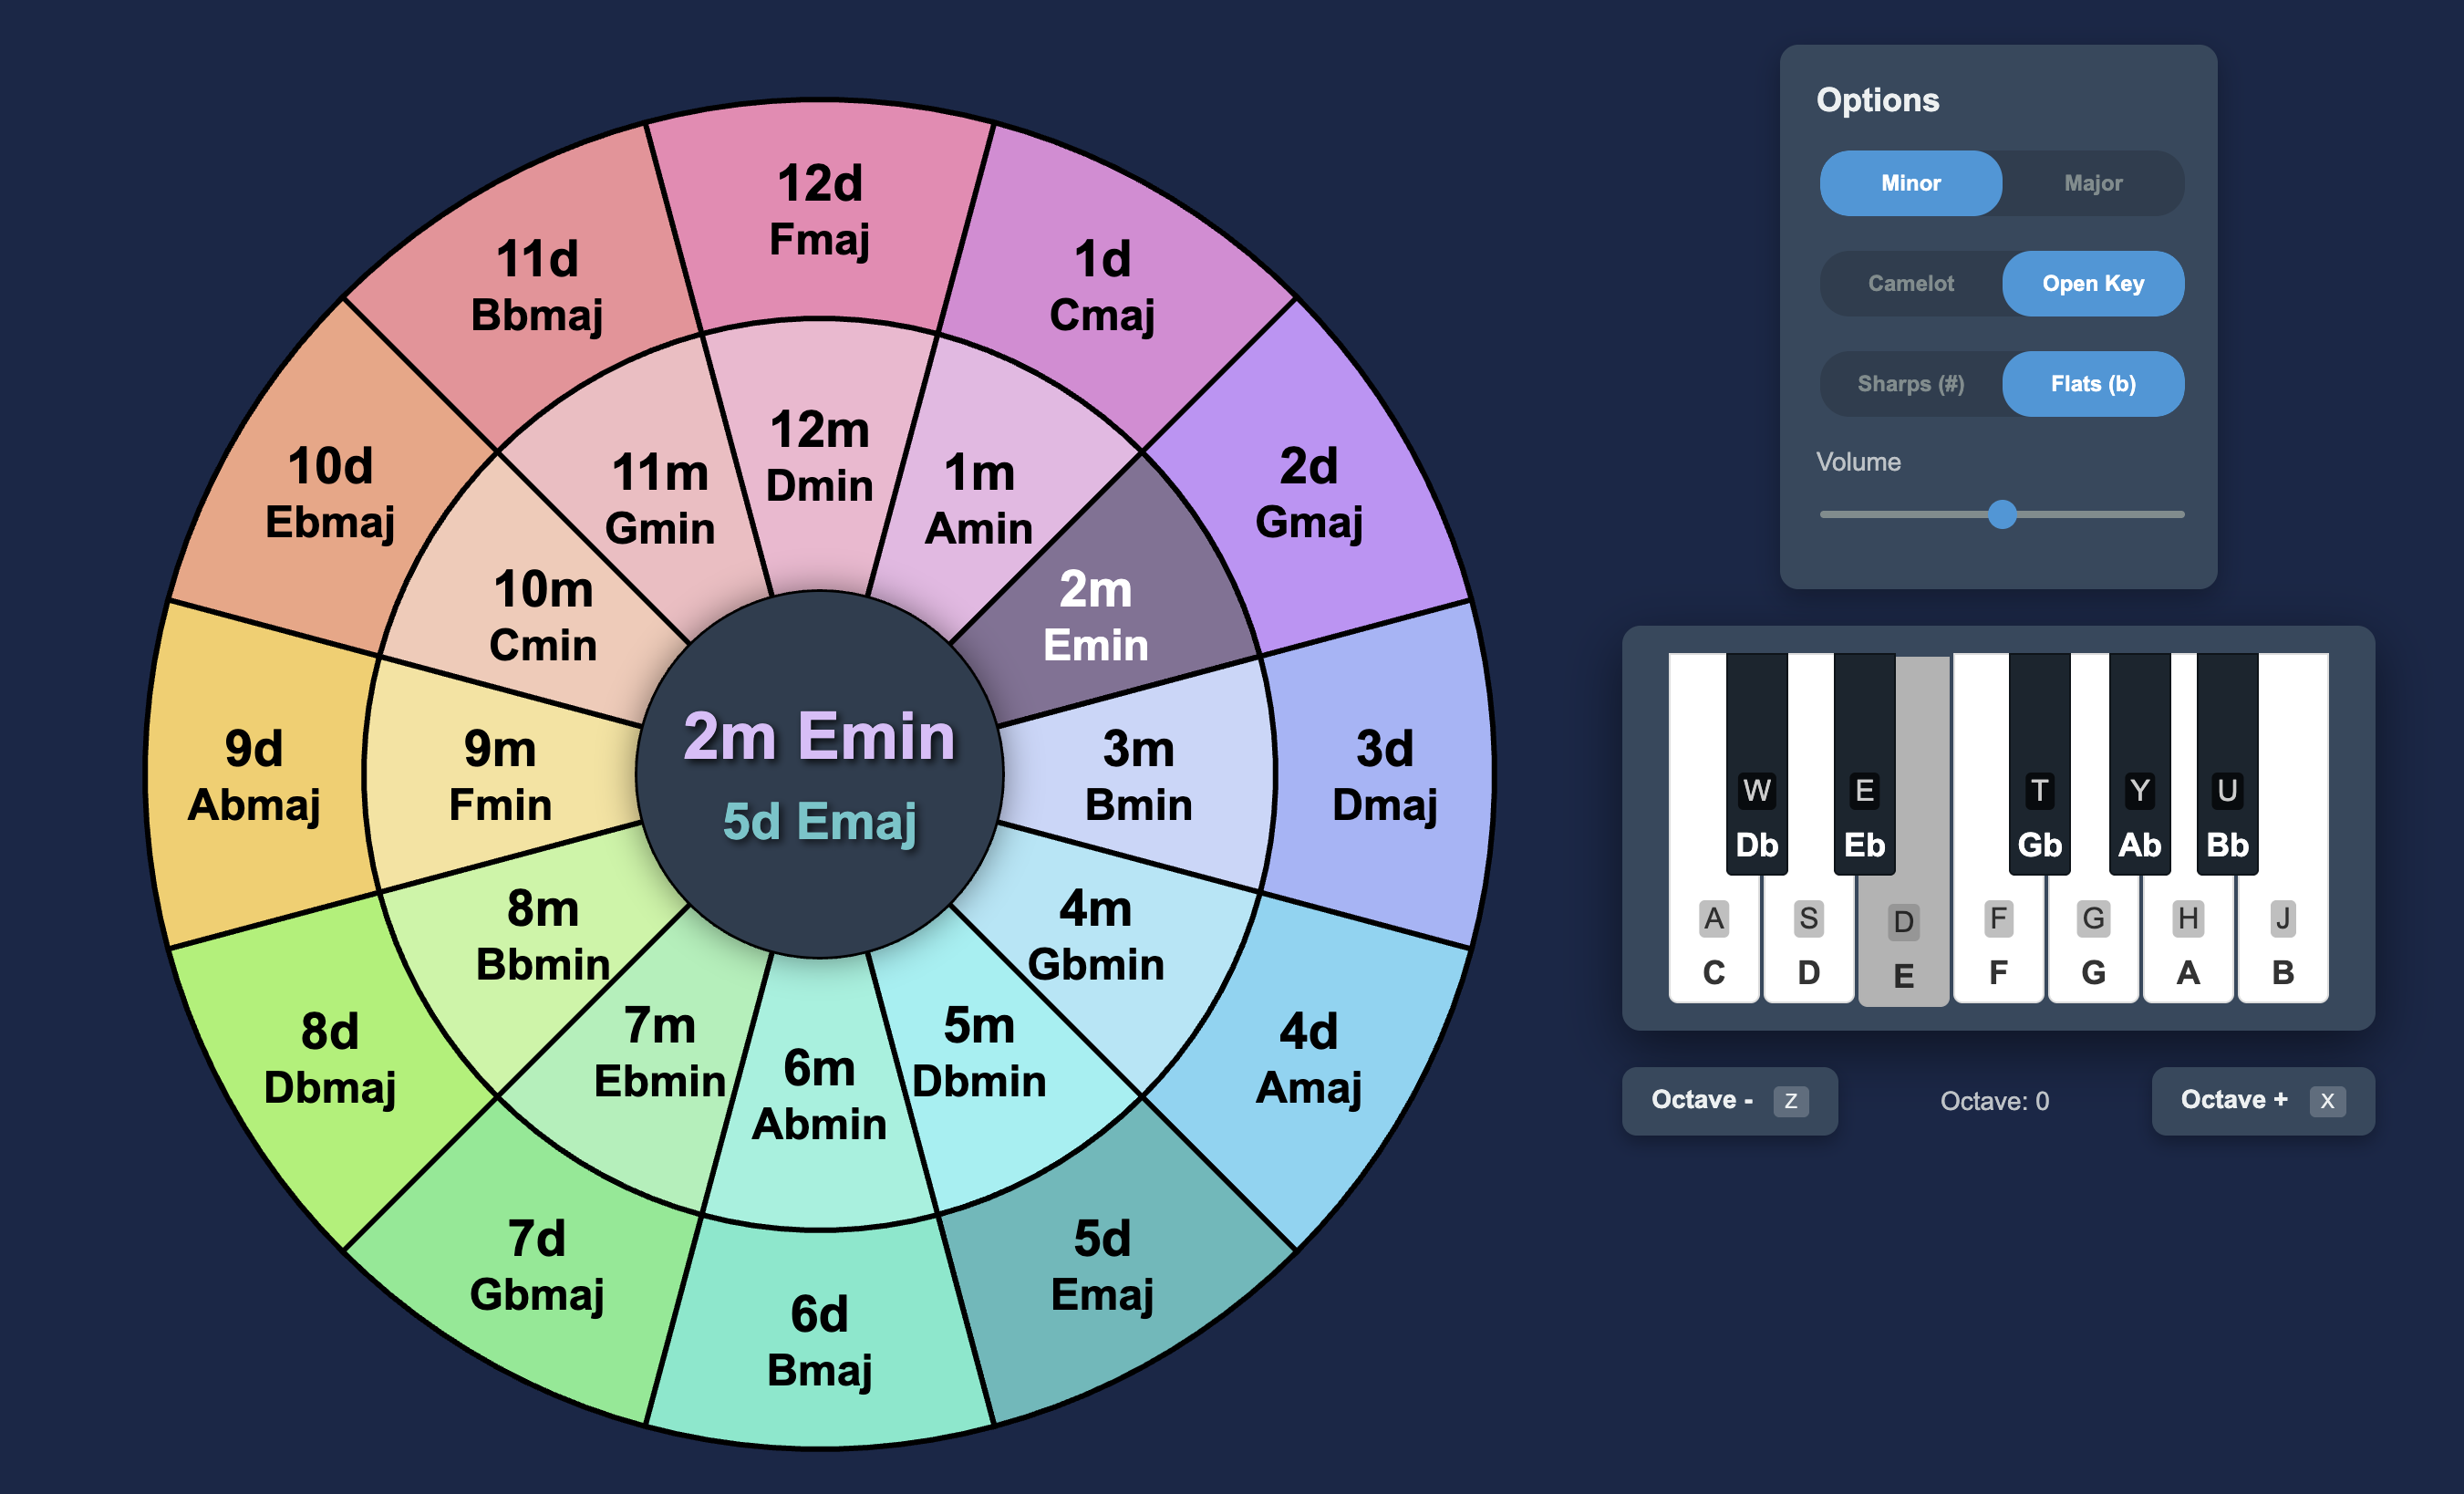 12d
Fmaj
1d
Cmaj
2d
Gmaj
3d
Dmaj
4d
Amaj
5d
Emaj
6d
Bmaj
7d
Gbmaj
8d
Dbmaj
9d
Abmaj
10d
Ebmaj
11d
Bbmaj
12m
Dmin
1m
Amin
2m
Emin
3m
Bmin
4m
Gbmin
5m
Dbmin
6m
Abmin
7m
Ebmin
8m
Bbmin
9m
Fmin
10m
Cmin
11m
Gmin
2m Emin
5d Emaj
Options
Minor Major
Camelot Open Key
Sharps (#) Flats (b)
Volume
W E T Y U
Db Eb Gb Ab Bb
A S D F G H J
C D E F G A B
Octave - Z Octave: 0 Octave + X